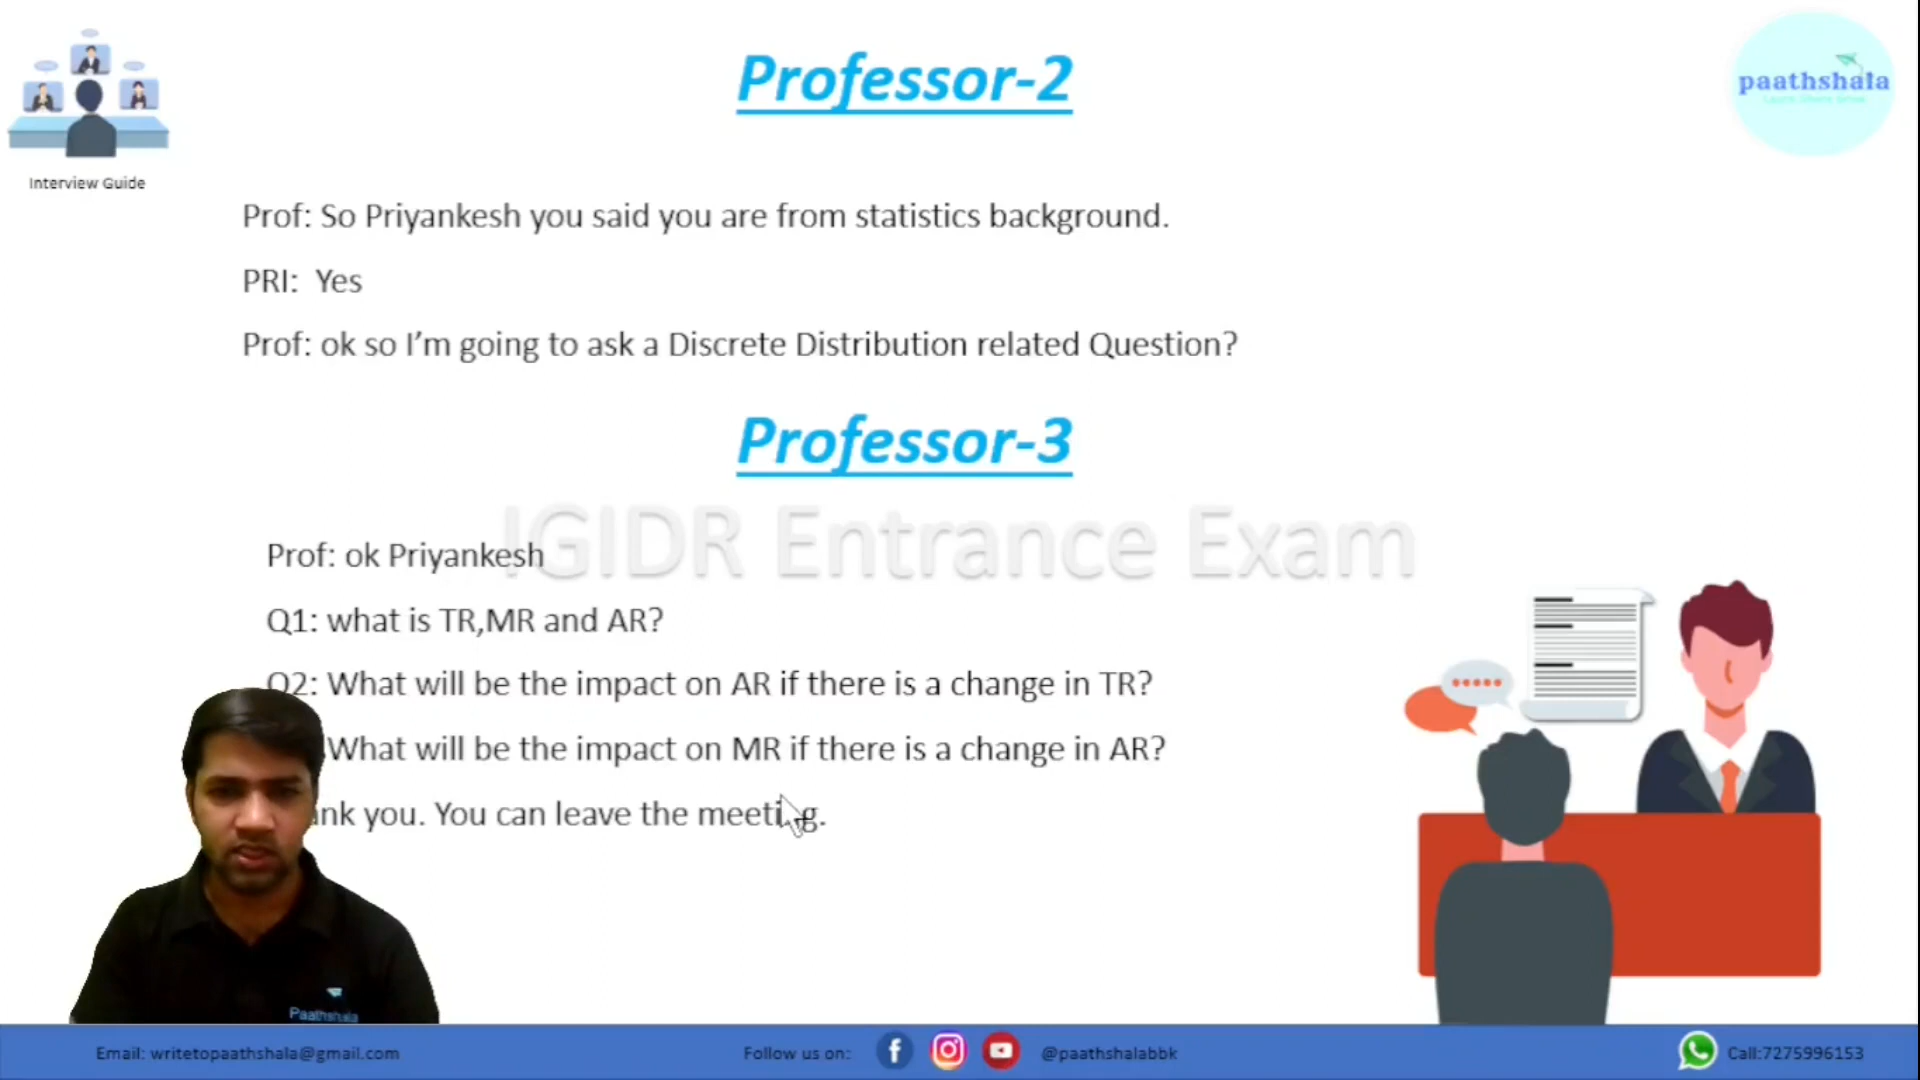 Professor-2
paathshala
Interview Guide
Prof: So Priyankesh you said you are from statistics background.
PRI: Yes
Prof: ok so I'm going to ask a Discrete Distribution related Question?
Professor-3
IGIDR Entrance Exam
Prof: ok Priyankesh
Q1: what is TR,MR and AR?
Q2: What will be the impact on AR if there is a change in TR?
What will be the impact on MR if there is a change in AR?
ank you. You can leave the meeting.
Paathshala
Email: writetopaathshala@gmail.com
Follow us on:
@paathshalabbk
Call:7275996153